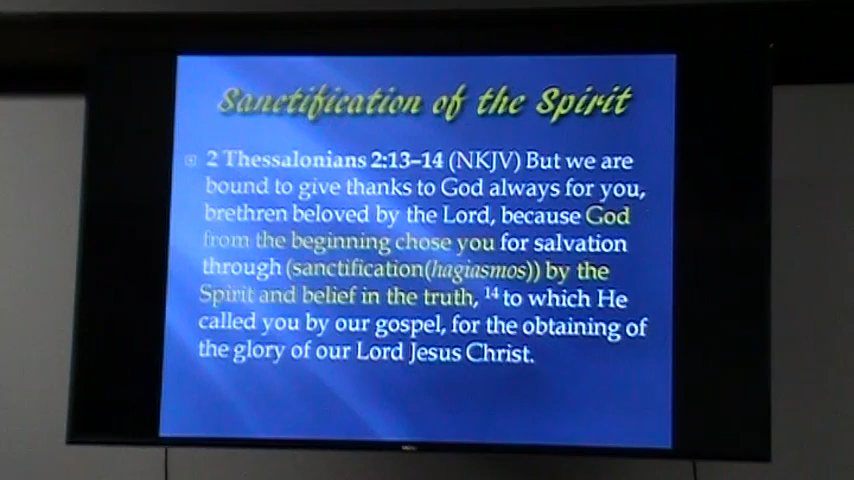 Sanctification of the Spirit
2 Thessalonians 2:13–14 (NKJV) But we are
bound to give thanks to God always for you,
brethren beloved by the Lord, because God
from the beginning chose you for salvation
through (sanctification(hagiasmos)) by the
Spirit and belief in the truth, 14 to which He
called you by our gospel, for the obtaining of
the glory of our Lord Jesus Christ.